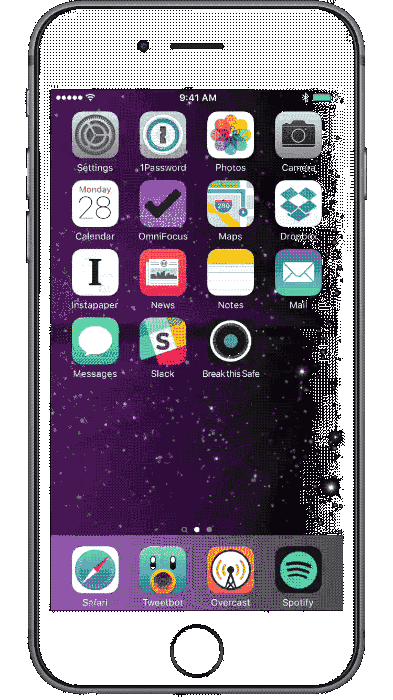 9:41 AM
Settings 1Password Photos Camera
Monday
28
280
Calendar OmniFocus Maps Dropbox
I
Instapaper News Notes Mail
S
Messages Slack Break this Safe
Safari Tweetbot Overcast Spotify